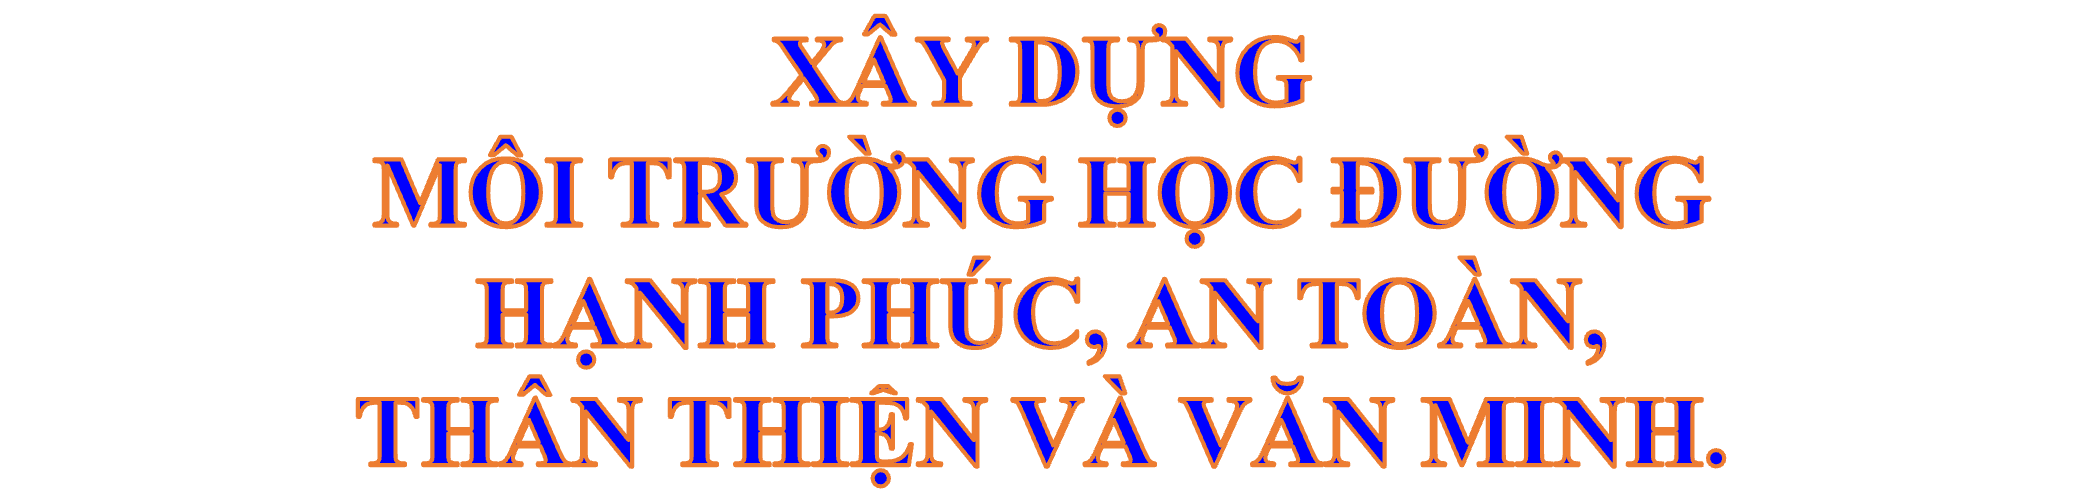 XÂY DỰNG
MÔI TRƯỜNG HỌC ĐƯỜNG
HẠNH PHÚC, AN TOÀN,
THÂN THIỆN VÀ VĂN MINH.